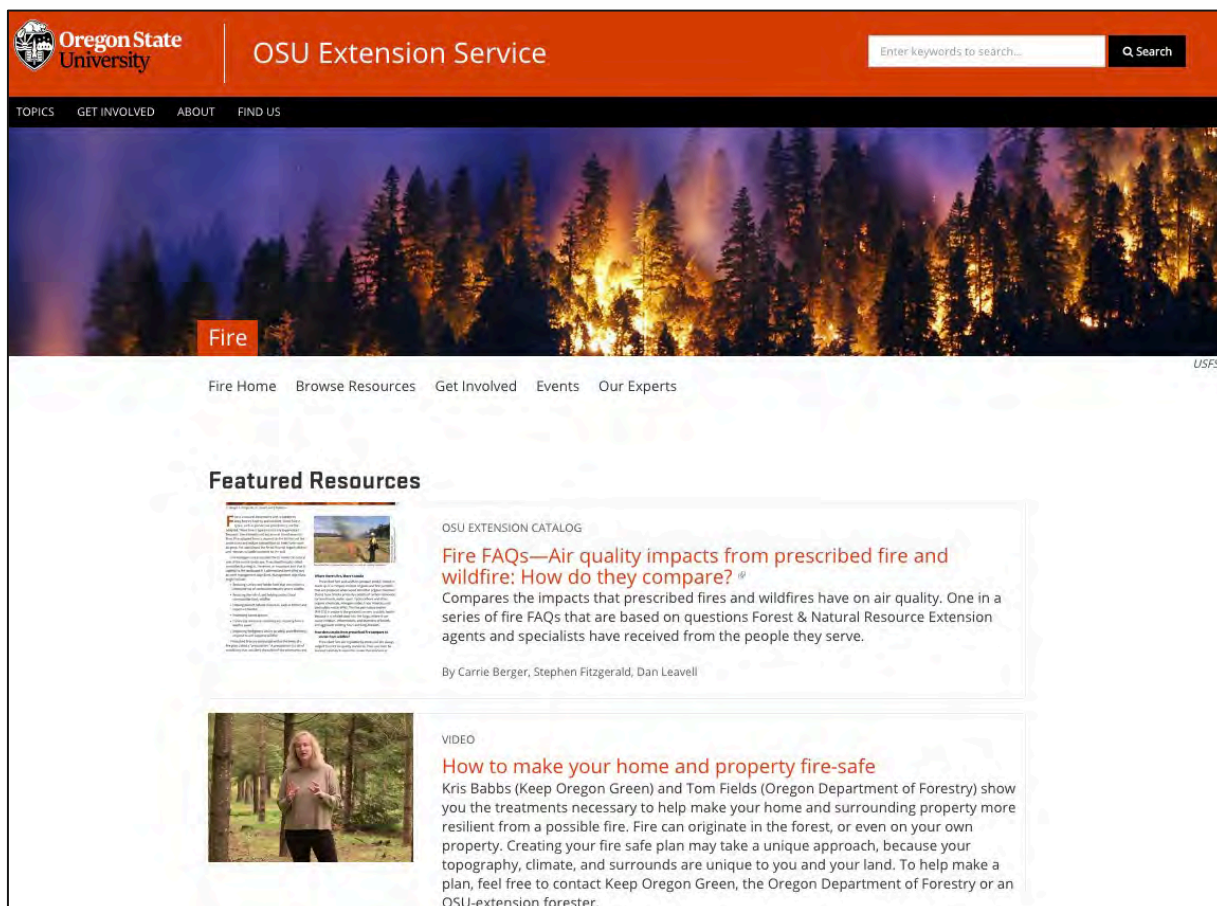 Oregon State
University
OSU Extension Service
Enter keywords to search...
Search
TOPICS GET INVOLVED ABOUT FIND US
Fire
USFS
Fire Home Browse Resources Get Involved Events Our Experts
Featured Resources
OSU EXTENSION CATALOG
Fire FAQs—Air quality impacts from prescribed fire and
wildfire: How do they compare?
Compares the impacts that prescribed fires and wildfires have on air quality. One in a
series of fire FAQs that are based on questions Forest & Natural Resource Extension
agents and specialists have received from the people they serve.
By Carrie Berger, Stephen Fitzgerald, Dan Leavell
VIDEO
How to make your home and property fire-safe
Kris Babbs (Keep Oregon Green) and Tom Fields (Oregon Department of Forestry) show
you the treatments necessary to help make your home and surrounding property more
resilient from a possible fire. Fire can originate in the forest, or even on your own
property. Creating your fire safe plan may take a unique approach, because your
topography, climate, and surrounds are unique to you and your land. To help make a
plan, feel free to contact Keep Oregon Green, the Oregon Department of Forestry or an
OSU-extension forester.